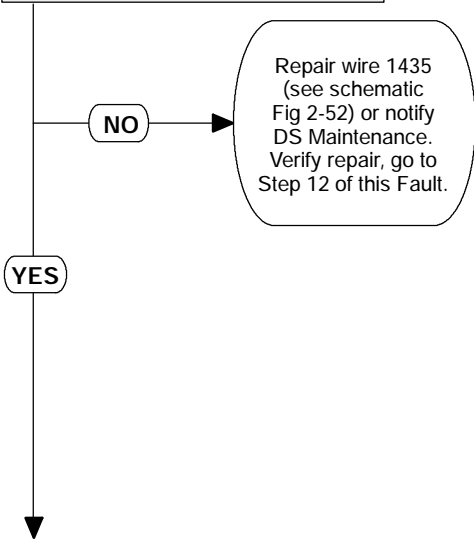 NO
Repair wire 1435
(see schematic
Fig 2-52) or notify
DS Maintenance.
Verify repair, go to
Step 12 of this Fault.
YES